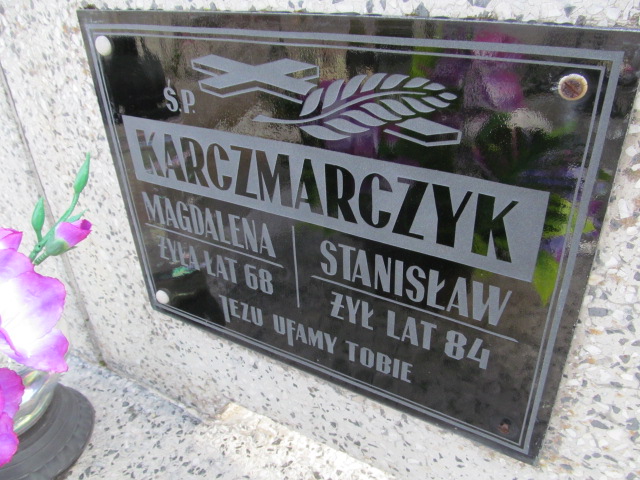 Ś.P.
KARCZMARCZYK
MAGDALENA
ŻYŁA LAT 68
STANISŁAW
ŻYŁ LAT 84
JEZU UFAMY TOBIE